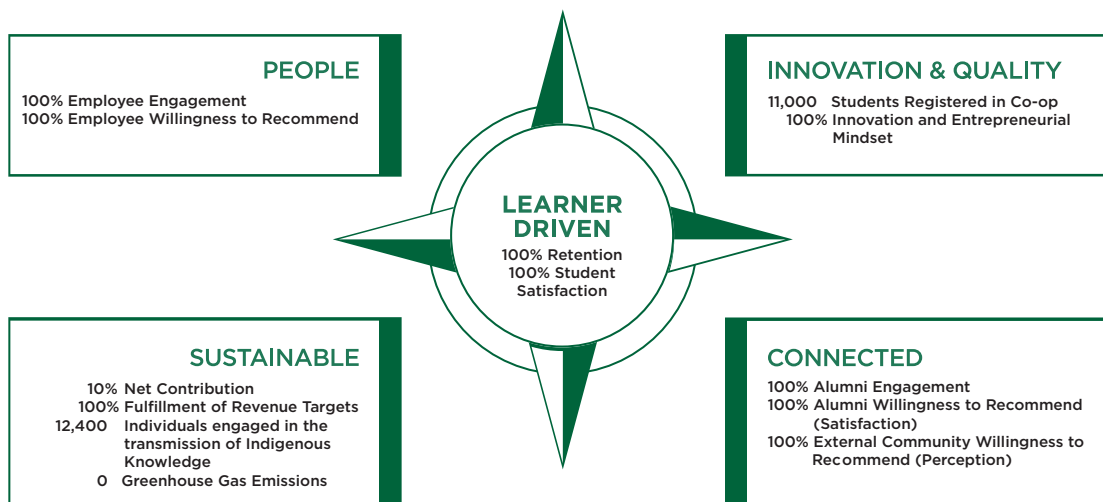 PEOPLE
100% Employee Engagement
100% Employee Willingness to Recommend
INNOVATION & QUALITY
11,000 Students Registered in Co-op
100% Innovation and Entrepreneurial
Mindset
LEARNER
DRIVEN
100% Retention
100% Student
Satisfaction
SUSTAINABLE
10% Net Contribution
100% Fulfillment of Revenue Targets
12,400 Individuals engaged in the
transmission of Indigenous
Knowledge
0 Greenhouse Gas Emissions
CONNECTED
100% Alumni Engagement
100% Alumni Willingness to Recommend
(Satisfaction)
100% External Community Willingness to
Recommend (Perception)